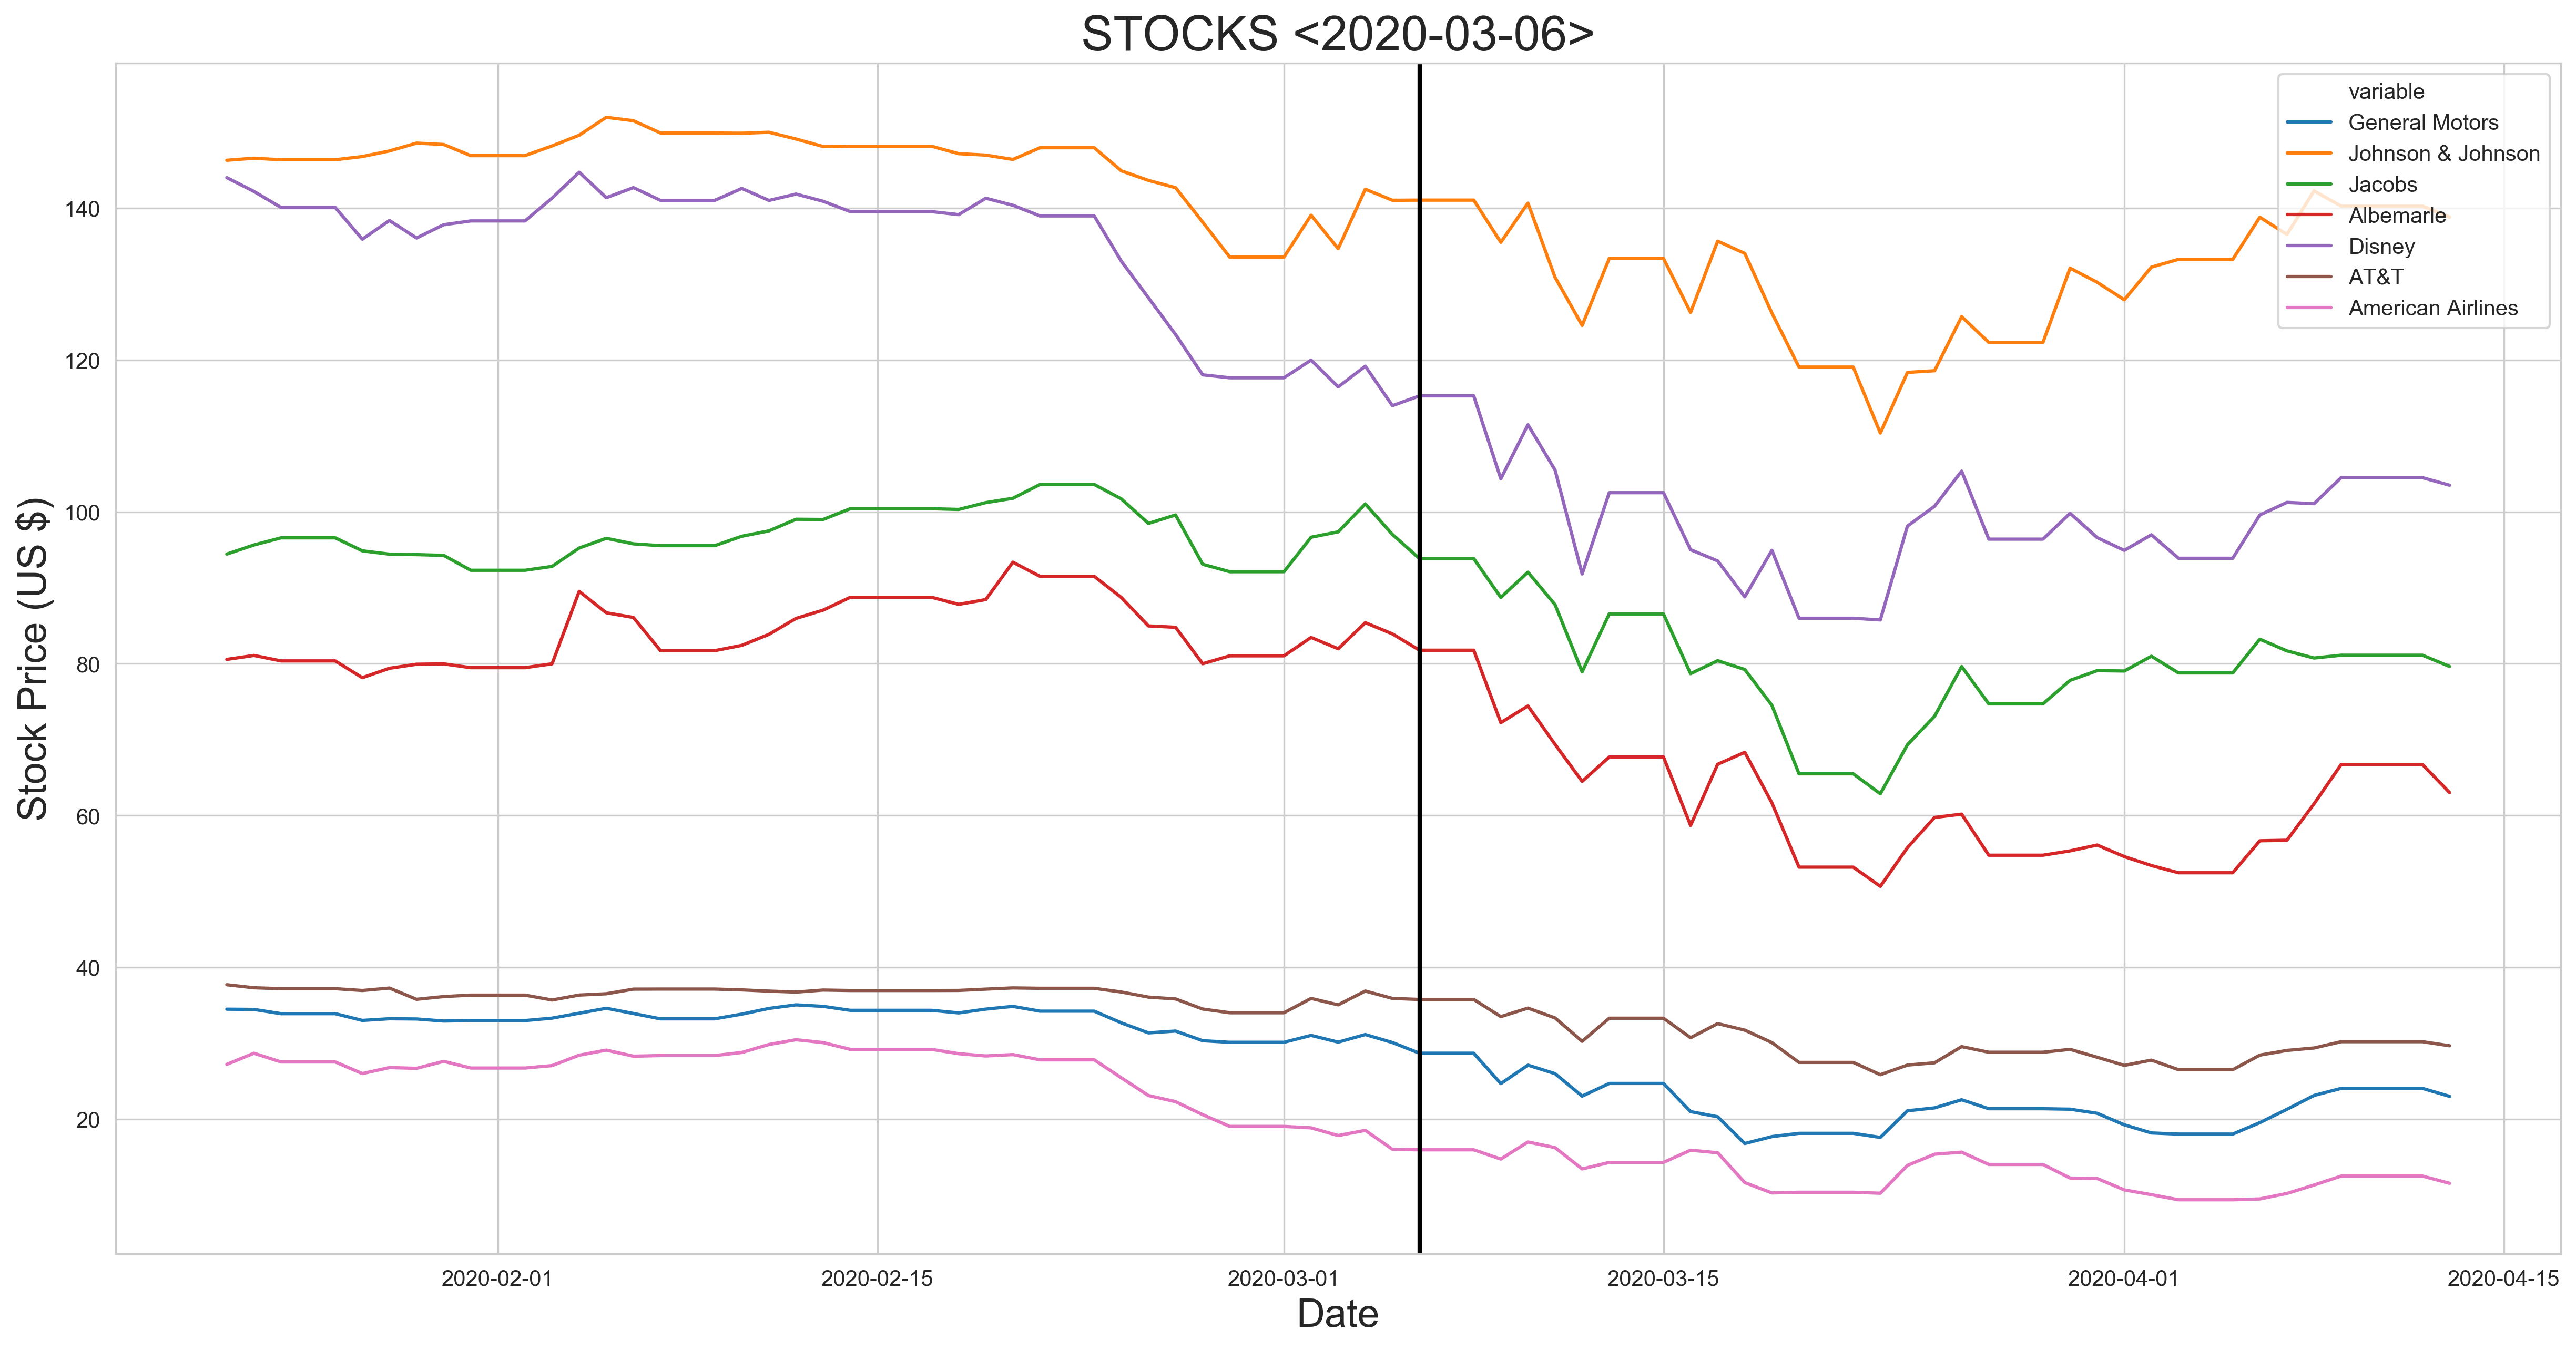 STOCKS <2020-03-06>
variable
General Motors
Johnson & Johnson
Jacobs
Albemarle
Disney
AT&T
American Airlines
Stock Price (US $)
140
120
100
80
60
40
20
2020-02-01
2020-02-15
2020-03-01
2020-03-15
2020-04-01
2020-04-15
Date